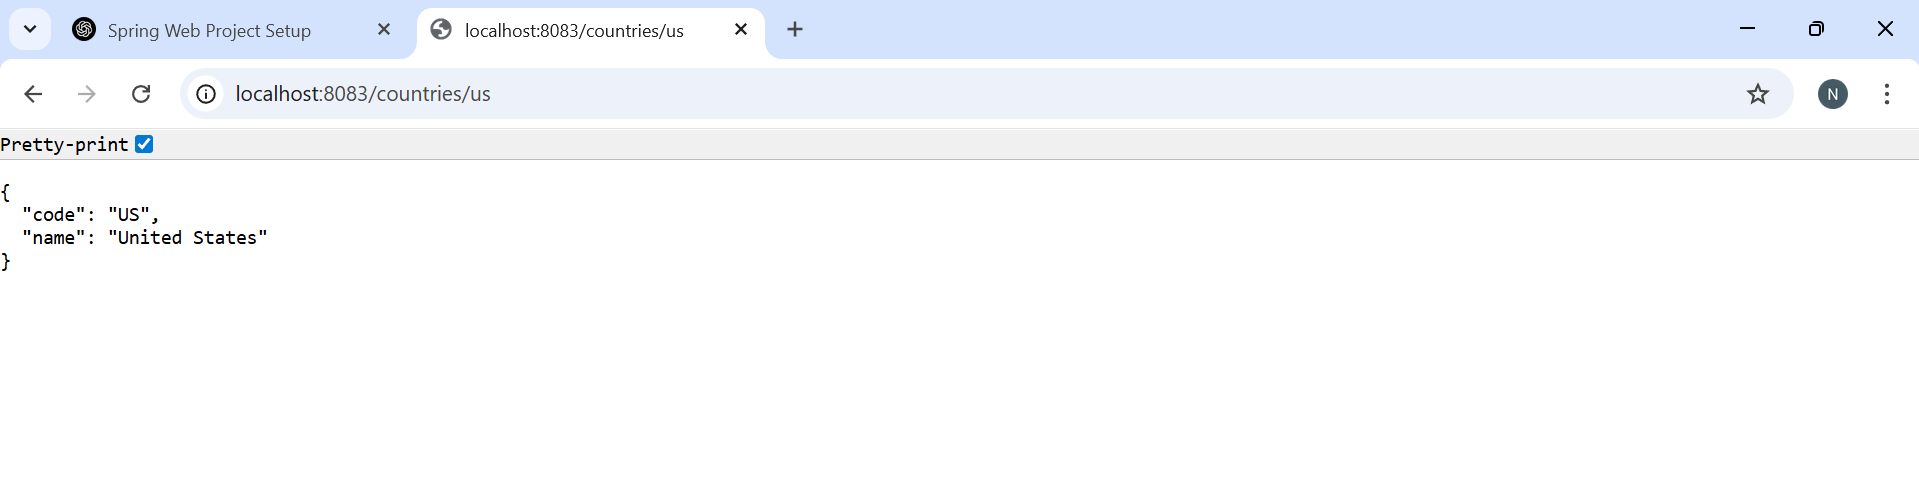 Spring Web Project Setup
localhost:8083/countries/us
localhost:8083/countries/us
N
Pretty-print
{
  "code": "US",
  "name": "United States"
}